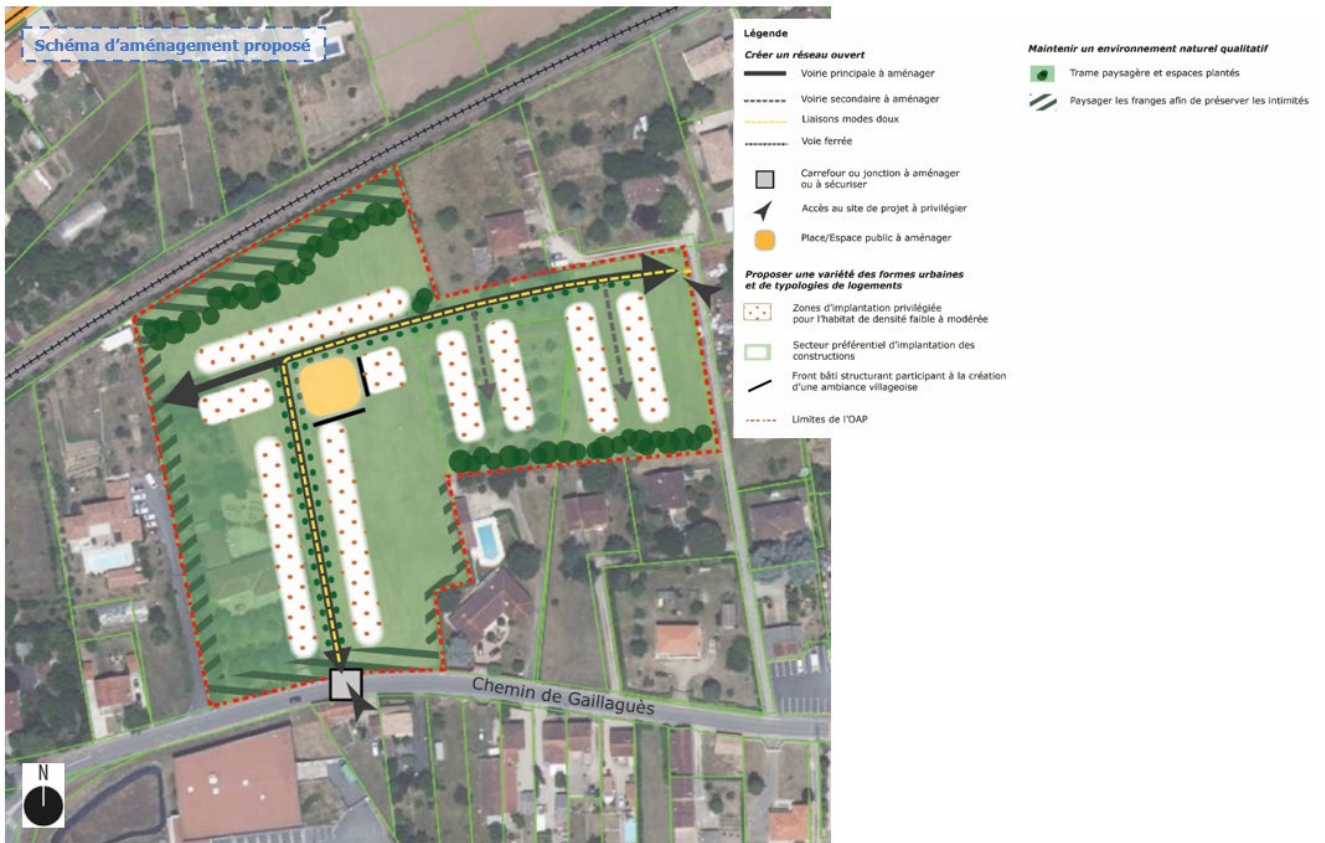 Schéma d'aménagement proposé
Légende
Créer un réseau ouvert
Voirie principale à aménager
Voirie secondaire à aménager
Liaisons modes doux
Voie ferrée
Carrefour ou jonction à aménager
ou à sécuriser
Accès au site de projet à privilégier
Place/Espace public à aménager
Proposer une variété des formes urbaines
et de typologies de logements
Zones d'implantation privilégiée
pour l'habitat de densité faible à modérée
Secteur préférentiel d'implantation des
constructions
Front bâti structurant participant à la création
d'une ambiance villageoise
Limites de l'OAP
Maintenir un environnement naturel qualitatif
Trame paysagère et espaces plantés
Paysager les franges afin de préserver les intimités
Chemin de Gaillaguès
N